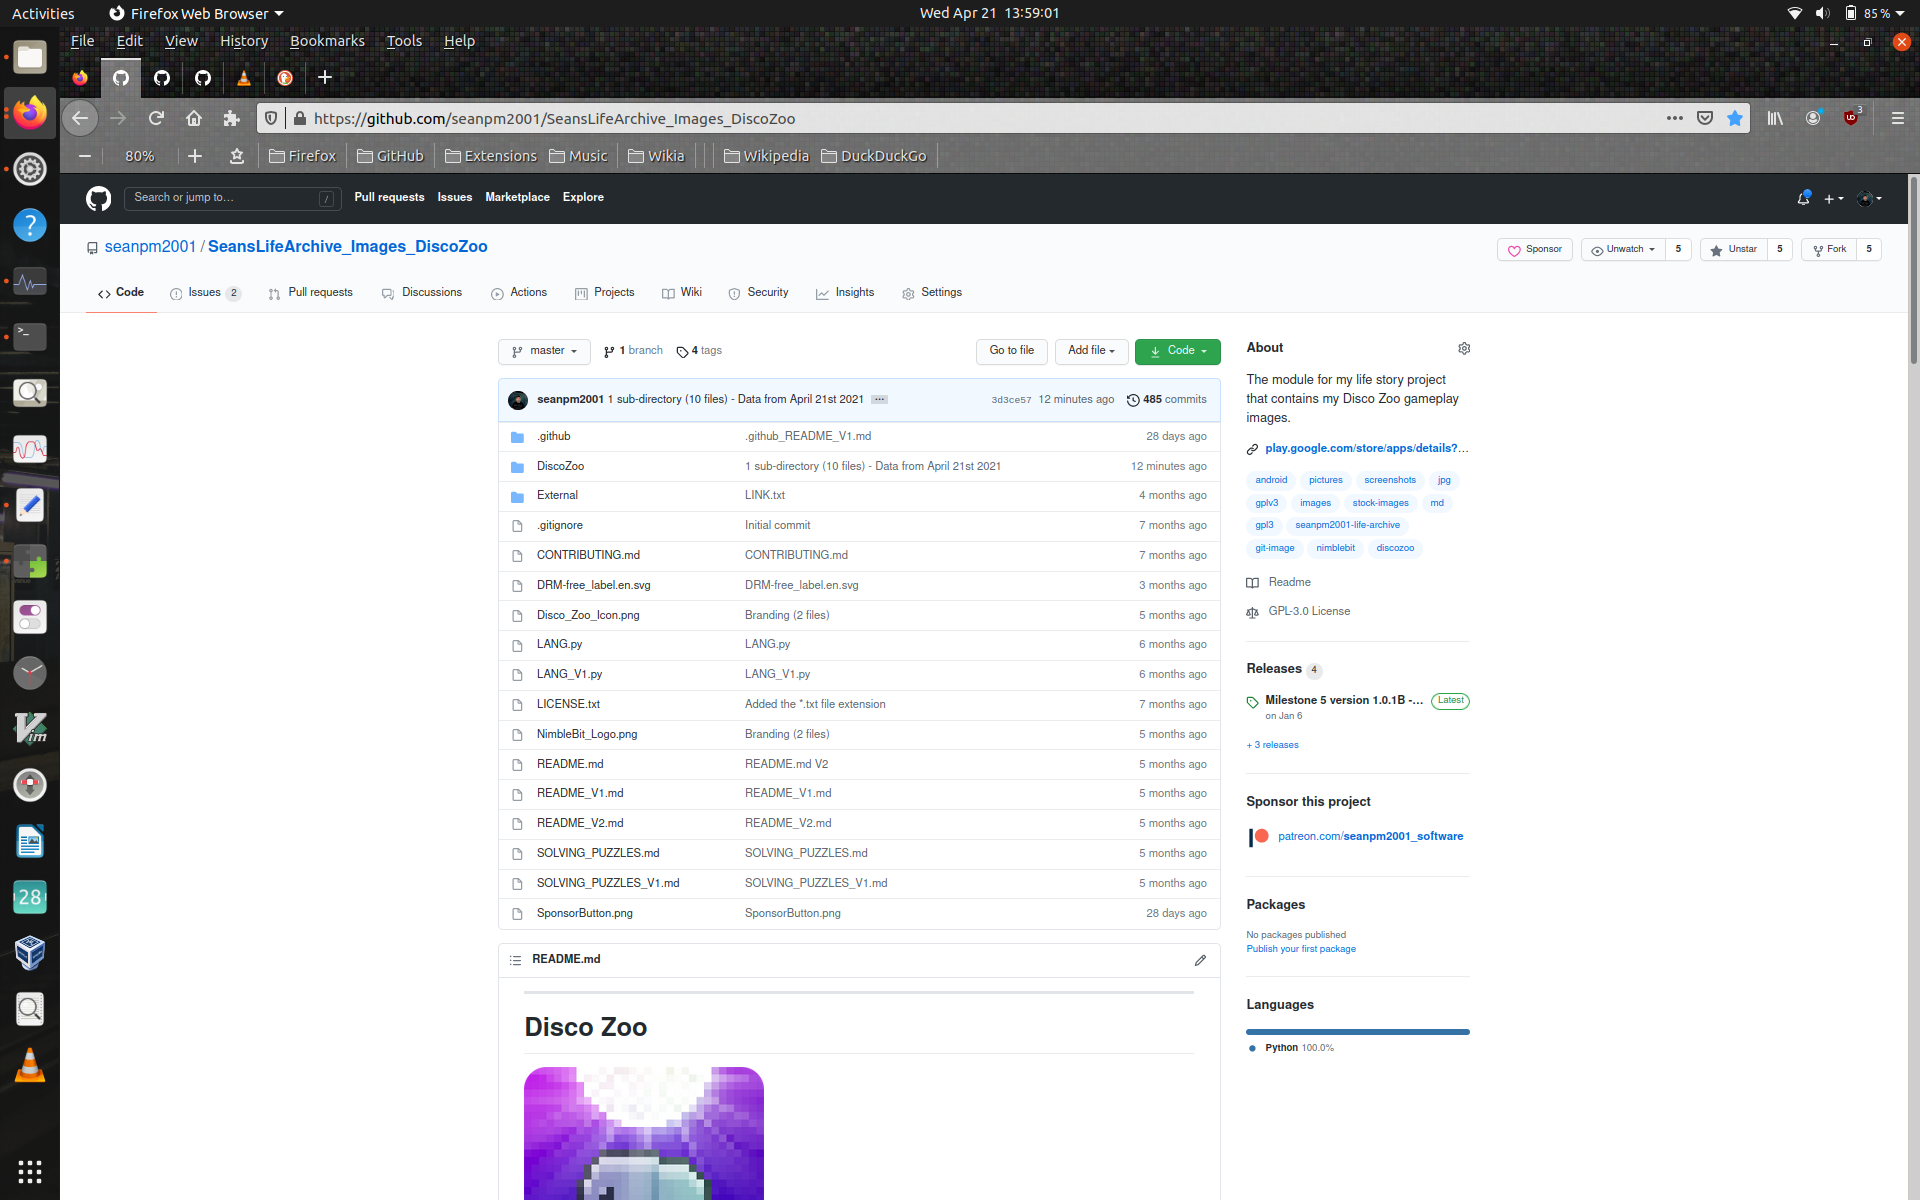 Activities Firefox Web Browser Wed Apr 21 13:59:01 85 %
File Edit View History Bookmarks Tools Help
https://github.com/seanpm2001/SeansLifeArchive_Images_DiscoZoo 3
80% Firefox GitHub Extensions Music Wikia Wikipedia DuckDuckGo
Search or jump to… / Pull requests Issues Marketplace Explore
seanpm2001 / SeansLifeArchive_Images_DiscoZoo
Sponsor Unwatch 5 Unstar 5 Fork 5
Code Issues 2 Pull requests Discussions Actions Projects Wiki Security Insights Settings
master 1 branch 4 tags Go to file Add file Code
seanpm2001 1 sub-directory (10 files) - Data from April 21st 2021 … 3d3ce57 12 minutes ago 485 commits
.github .github_README_V1.md 28 days ago
DiscoZoo 1 sub-directory (10 files) - Data from April 21st 2021 12 minutes ago
External LINK.txt 4 months ago
.gitignore Initial commit 7 months ago
CONTRIBUTING.md CONTRIBUTING.md 7 months ago
DRM-free_label.en.svg DRM-free_label.en.svg 3 months ago
Disco_Zoo_Icon.png Branding (2 files) 5 months ago
LANG.py LANG.py 6 months ago
LANG_V1.py LANG_V1.py 6 months ago
LICENSE.txt Added the *.txt file extension 7 months ago
NimbleBit_Logo.png Branding (2 files) 5 months ago
README.md README.md V2 5 months ago
README_V1.md README_V1.md 5 months ago
README_V2.md README_V2.md 5 months ago
SOLVING_PUZZLES.md SOLVING_PUZZLES.md 5 months ago
SOLVING_PUZZLES_V1.md SOLVING_PUZZLES_V1.md 5 months ago
SponsorButton.png SponsorButton.png 28 days ago
README.md
Disco Zoo
About
The module for my life story project
that contains my Disco Zoo gameplay
images.
play.google.com/store/apps/details?…
android pictures screenshots jpg
gplv3 images stock-images md
gpl3 seanpm2001-life-archive
git-image nimblebit discozoo
Readme
GPL-3.0 License
Releases 4
Milestone 5 version 1.0.1B -… Latest
on Jan 6
+ 3 releases
Sponsor this project
patreon.com/seanpm2001_software
Packages
No packages published
Publish your first package
Languages
Python 100.0%
?
>_
Vim
28